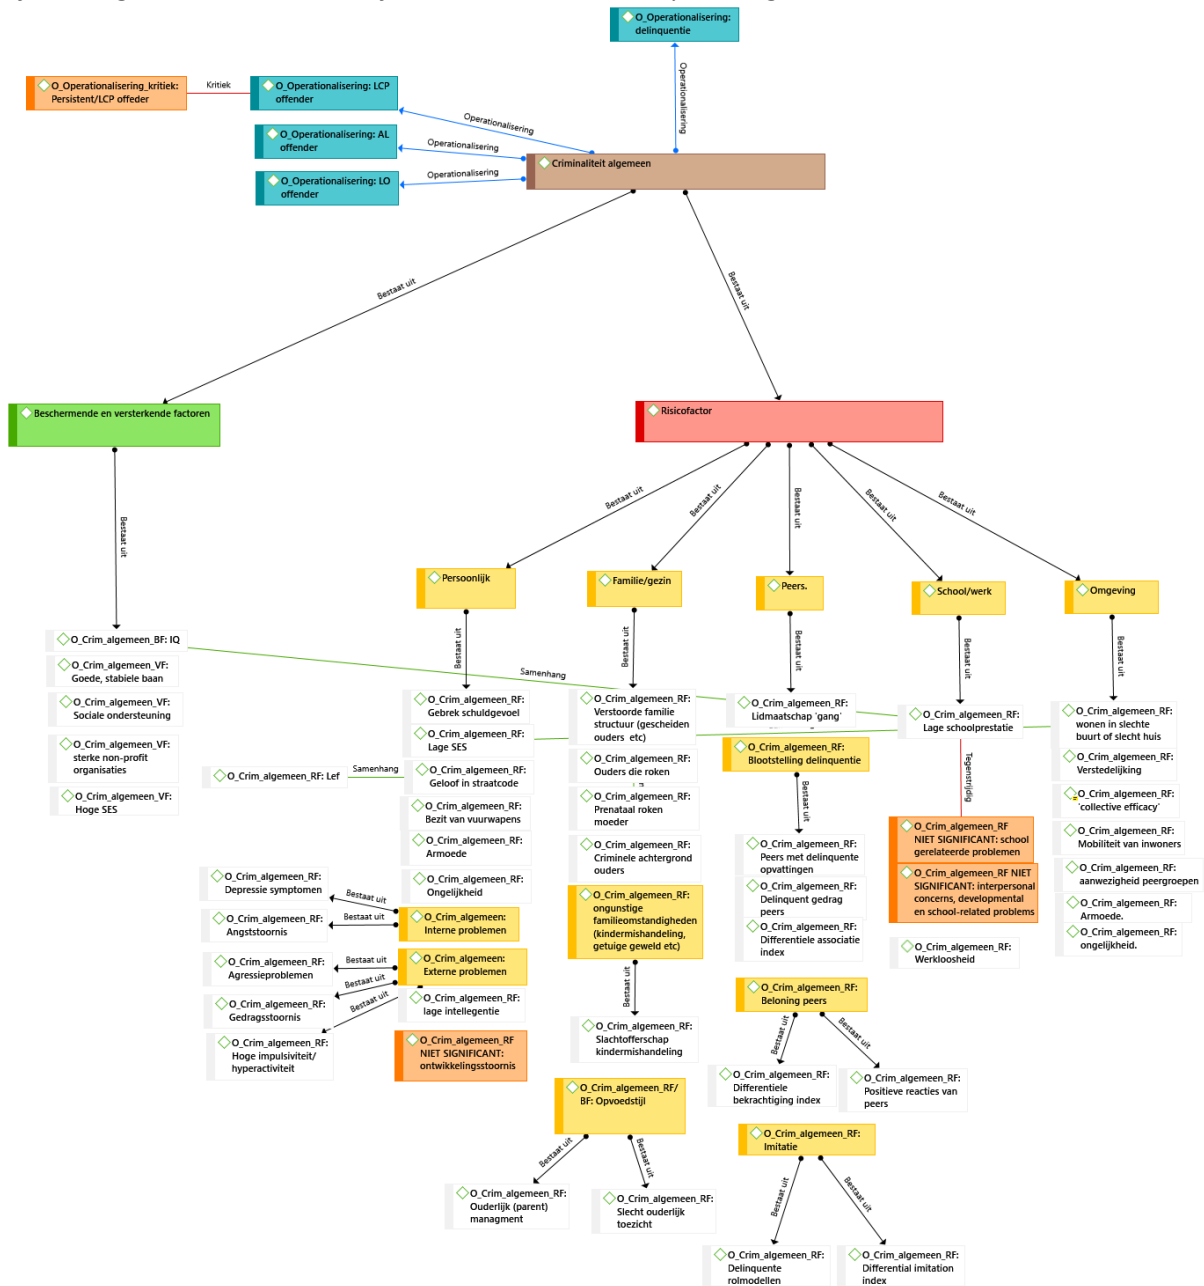 O_Operationalisering:
delinquentie
O_Operationalisering_kritiek:
Persistent/LCP offeder
Kritiek
O_Operationalisering: LCP
offender
Operationalisering
Operationalisering
O_Operationalisering: AL
offender
Operationalisering
O_Operationalisering: LO
offender
Operationalisering
Criminaliteit algemeen
Bestaat uit
Bestaat uit
Beschermende en versterkende factoren
Risicofactor
Bestaat uit
Bestaat uit
Bestaat uit
Bestaat uit
Bestaat uit
Bestaat uit
Persoonlijk
Familie/gezin
Peers.
School/werk
Omgeving
Bestaat uit
Bestaat uit
Bestaat uit
Bestaat uit
Bestaat uit
O_Crim_algemeen_BF: IQ
O_Crim_algemeen_VF:
Goede, stabiele baan
O_Crim_algemeen_VF:
Sociale ondersteuning
O_Crim_algemeen_VF:
sterke non-profit
organisaties
O_Crim_algemeen_VF:
Hoge SES
Samenhang
O_Crim_algemeen_RF:
Gebrek schuldgevoel
O_Crim_algemeen_RF:
Lage SES
O_Crim_algemeen_RF: Lef
Samenhang
O_Crim_algemeen_RF:
Geloof in straatcode
O_Crim_algemeen_RF:
Bezit van vuurwapens
O_Crim_algemeen_RF:
Armoede
O_Crim_algemeen_RF:
Ongelijkheid
O_Crim_algemeen_RF:
Depressie symptomen
Bestaat uit
O_Crim_algemeen:
Interne problemen
O_Crim_algemeen_RF:
Angststoornis
Bestaat uit
O_Crim_algemeen:
Externe problemen
O_Crim_algemeen_RF:
Agressieproblemen
Bestaat uit
Bestaat uit
Bestaat uit
O_Crim_algemeen_RF:
Gedragsstoornis
O_Crim_algemeen_RF:
Hoge impulsiviteit/
hyperactiviteit
O_Crim_algemeen_RF:
lage intellegentie
O_Crim_algemeen_RF
NIET SIGNIFICANT:
ontwikkelingsstoornis
O_Crim_algemeen_RF:
Verstoorde familie
structuur (gescheiden
ouders etc)
O_Crim_algemeen_RF:
Ouders die roken
O_Crim_algemeen_RF:
Prenataal roken
moeder
O_Crim_algemeen_RF:
Criminele achtergrond
ouders
O_Crim_algemeen_RF:
ongunstige
familieomstandigheden
(kindermishandeling,
getuige geweld etc)
Bestaat uit
O_Crim_algemeen_RF:
Slachtofferschap
kindermishandeling
O_Crim_algemeen_RF/
BF: Opvoedstijl
Bestaat uit
Bestaat uit
O_Crim_algemeen_RF:
Ouderlijk (parent)
managment
O_Crim_algemeen_RF:
Slecht ouderlijk
toezicht
O_Crim_algemeen_RF:
Lidmaatschap 'gang'
O_Crim_algemeen_RF:
Blootstelling delinquentie
Bestaat uit
O_Crim_algemeen_RF:
Peers met delinquente
opvattingen
O_Crim_algemeen_RF:
Delinquent gedrag
peers
O_Crim_algemeen_RF:
Differentiele associatie
index
O_Crim_algemeen_RF:
Beloning peers
Bestaat uit
Bestaat uit
O_Crim_algemeen_RF:
Differentiele
bekrachtiging index
O_Crim_algemeen_RF:
Positieve reacties van
peers
O_Crim_algemeen_RF:
Imitatie
Bestaat uit
Bestaat uit
O_Crim_algemeen_RF:
Delinquente
rolmodellen
O_Crim_algemeen_RF:
Differential imitation
index
O_Crim_algemeen_RF:
Lage schoolprestatie
Tegenstrijdig
O_Crim_algemeen_RF
NIET SIGNIFICANT: school
gerelateerde problemen
O_Crim_algemeen_RF NIET
SIGNIFICANT: interpersonal
concerns, developmental
en school-related problems
O_Crim_algemeen_RF:
Werkloosheid
O_Crim_algemeen_RF:
wonen in slechte
buurt of slecht huis
O_Crim_algemeen_RF:
Verstedelijking
O_Crim_algemeen_RF:
'collective efficacy'
O_Crim_algemeen_RF:
Mobiliteit van inwoners
O_Crim_algemeen_RF:
aanwezigheid peergroepen
O_Crim_algemeen_RF:
Armoede.
O_Crim_algemeen_RF:
ongelijkheid.